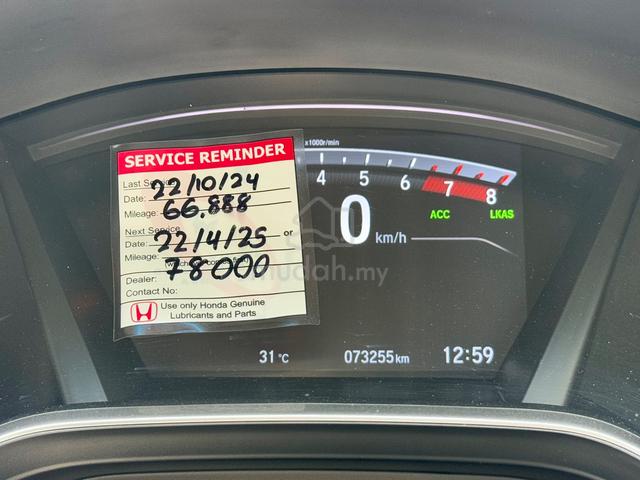 SERVICE REMINDER
Last
Date: 22/10/24
Mileage: 66.888
Next Service
Date: 22/4/25 or
Mileage:
Dealer: 78000
Contact No:
Use only Honda Genuine
Lubricants and Parts
x1000r/min
4 5 6 7 8
ACC LKAS
0 km/h
mudah.my
31°C 073255km 12:59